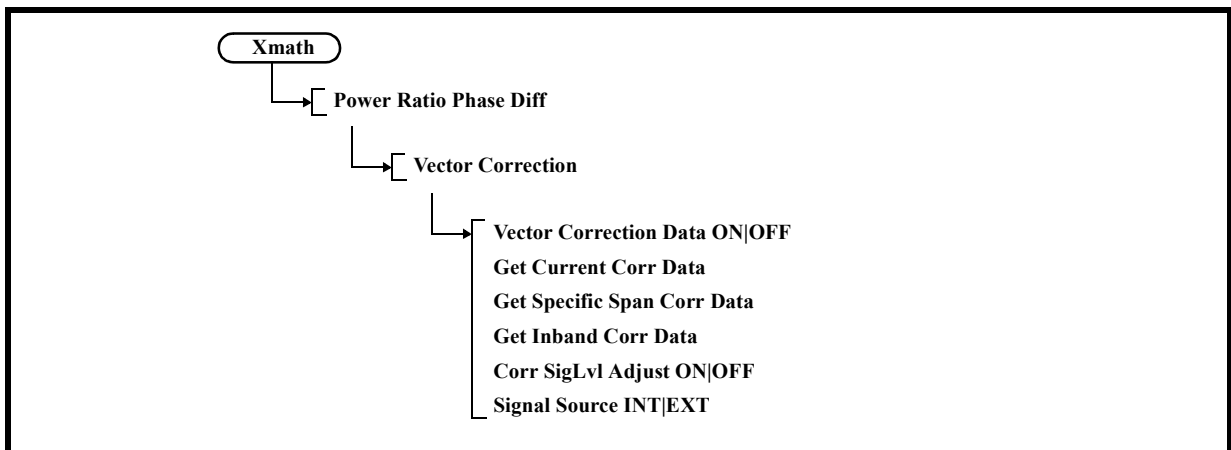 Xmath
Power Ratio Phase Diff
Vector Correction
Vector Correction Data ON|OFF
Get Current Corr Data
Get Specific Span Corr Data
Get Inband Corr Data
Corr SigLvl Adjust ON|OFF
Signal Source INT|EXT